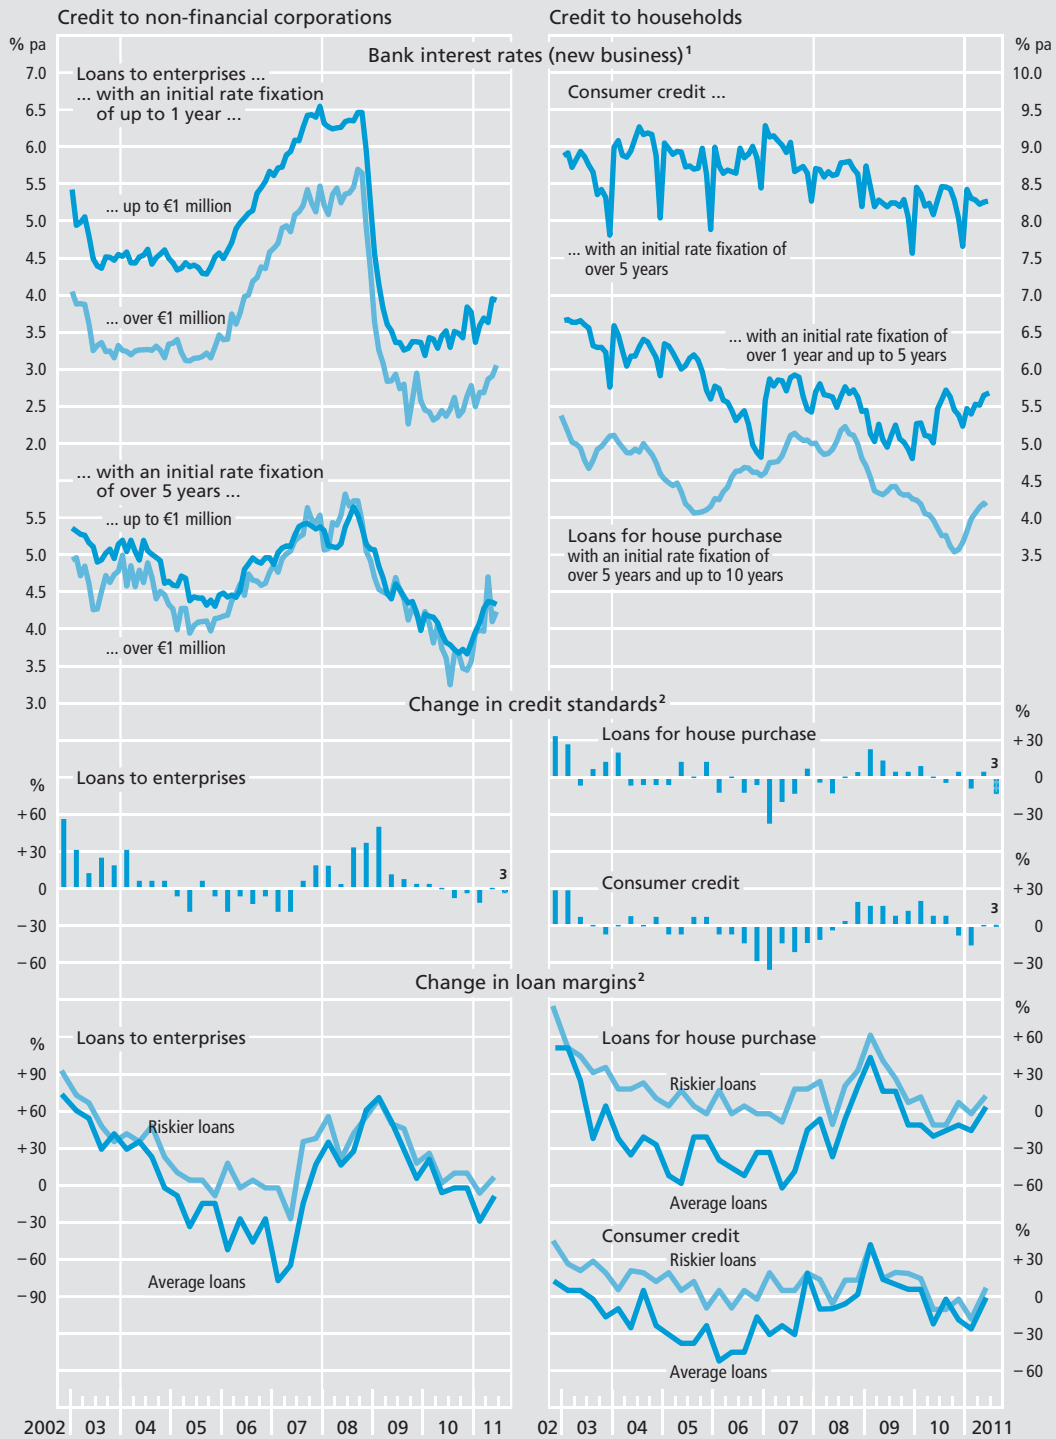 Credit to non-financial corporations
Credit to households
% pa
Bank interest rates (new business)¹
% pa
7.0
6.5
6.0
5.5
5.0
4.5
4.0
3.5
3.0
2.5
2.0
Loans to enterprises ...
... with an initial rate fixation
of up to 1 year ...
... up to €1 million
... over €1 million
... with an initial rate fixation
of over 5 years ...
... up to €1 million
... over €1 million
5.5
5.0
4.5
4.0
3.5
3.0
Consumer credit ...
... with an initial rate fixation of
over 5 years
... with an initial rate fixation of
over 1 year and up to 5 years
Loans for house purchase
with an initial rate fixation of
over 5 years and up to 10 years
10.0
9.5
9.0
8.5
8.0
7.5
7.0
6.5
6.0
5.5
5.0
4.5
4.0
3.5
Change in credit standards²
%
Loans to enterprises
+60
+30
0
−30
−60
3
Loans for house purchase
%
+30
0
−30
3
Consumer credit
%
+30
0
−30
3
Change in loan margins²
%
Loans to enterprises
Riskier loans
Average loans
+90
+60
+30
0
−30
−60
−90
Loans for house purchase
Riskier loans
Average loans
%
+60
+30
0
−30
−60
Consumer credit
Riskier loans
Average loans
%
+30
0
−30
−60
2002 03 04 05 06 07 08 09 10 11
02 03 04 05 06 07 08 09 10 2011